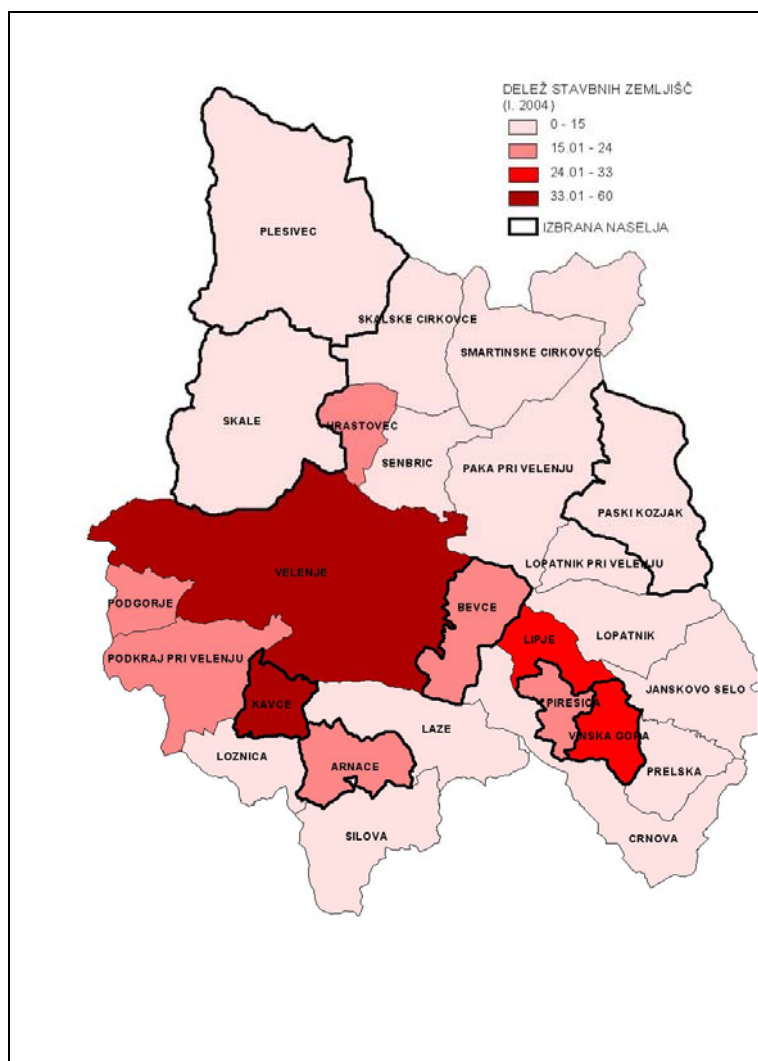 DELEŽ STAVBNIH ZEMLJIŠČ
(l. 2004)
0 - 15
15.01 - 24
24.01 - 33
33.01 - 60
IZBRANA NAŠELJA
PLESIVEC
SKALSKE CIRKOVCE
SMARTINSKE CIRKOVCE
SKALE
HRASTOVEC
SENBRIC
PAKA PRI VELENJU
PASKI KOZJAK
VELENJE
LOPATNIK PRI VELENJU
PODGORJE
BEVCE
LIPJE
LOPATNIK
PODKRAJ PRI VELENJU
JANSKOVO SELO
KAVCE
PIRESICA
LAZE
VINSKA GORA
LOZNICA
ARNACE
PRELSKA
SILOVA
CRNOVA